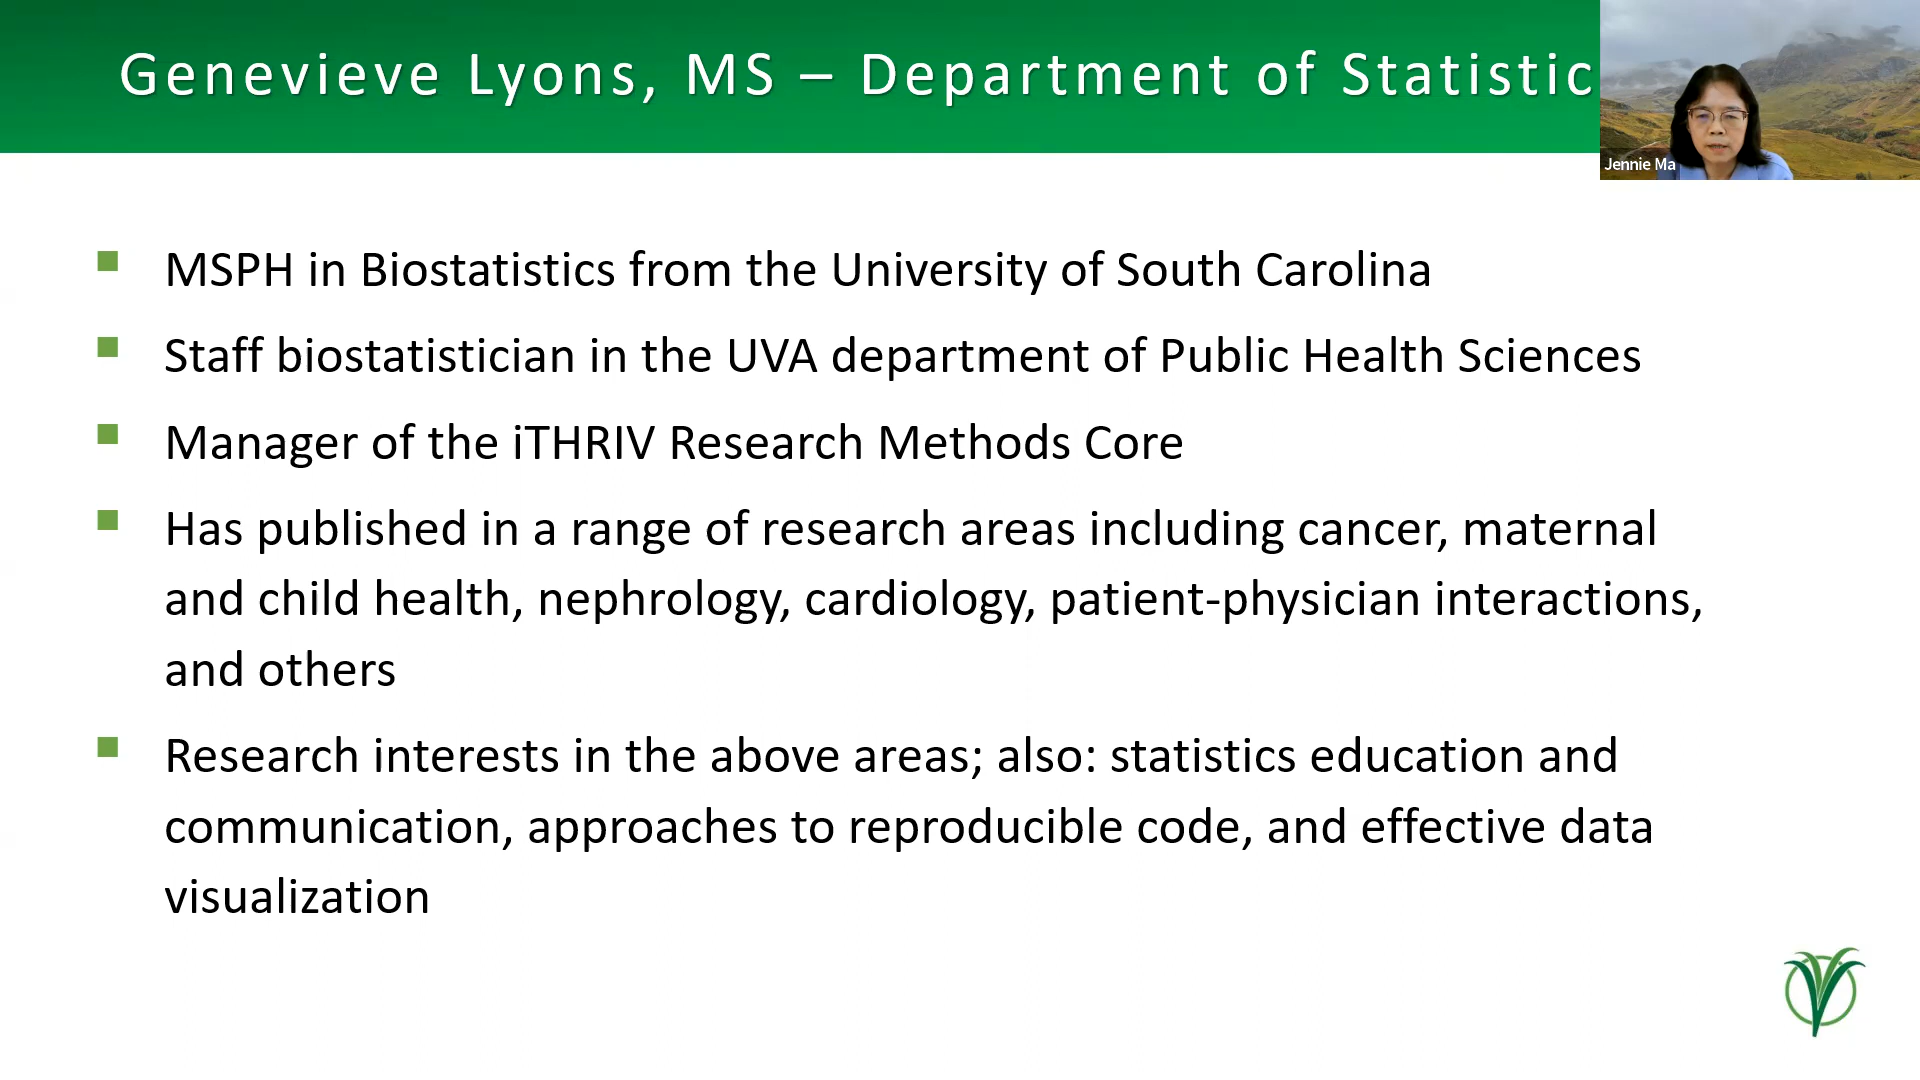 Genevieve Lyons, MS – Department of Statistic
Jennie Ma
MSPH in Biostatistics from the University of South Carolina
Staff biostatistician in the UVA department of Public Health Sciences
Manager of the iTHRIV Research Methods Core
Has published in a range of research areas including cancer, maternal
and child health, nephrology, cardiology, patient-physician interactions,
and others
Research interests in the above areas; also: statistics education and
communication, approaches to reproducible code, and effective data
visualization